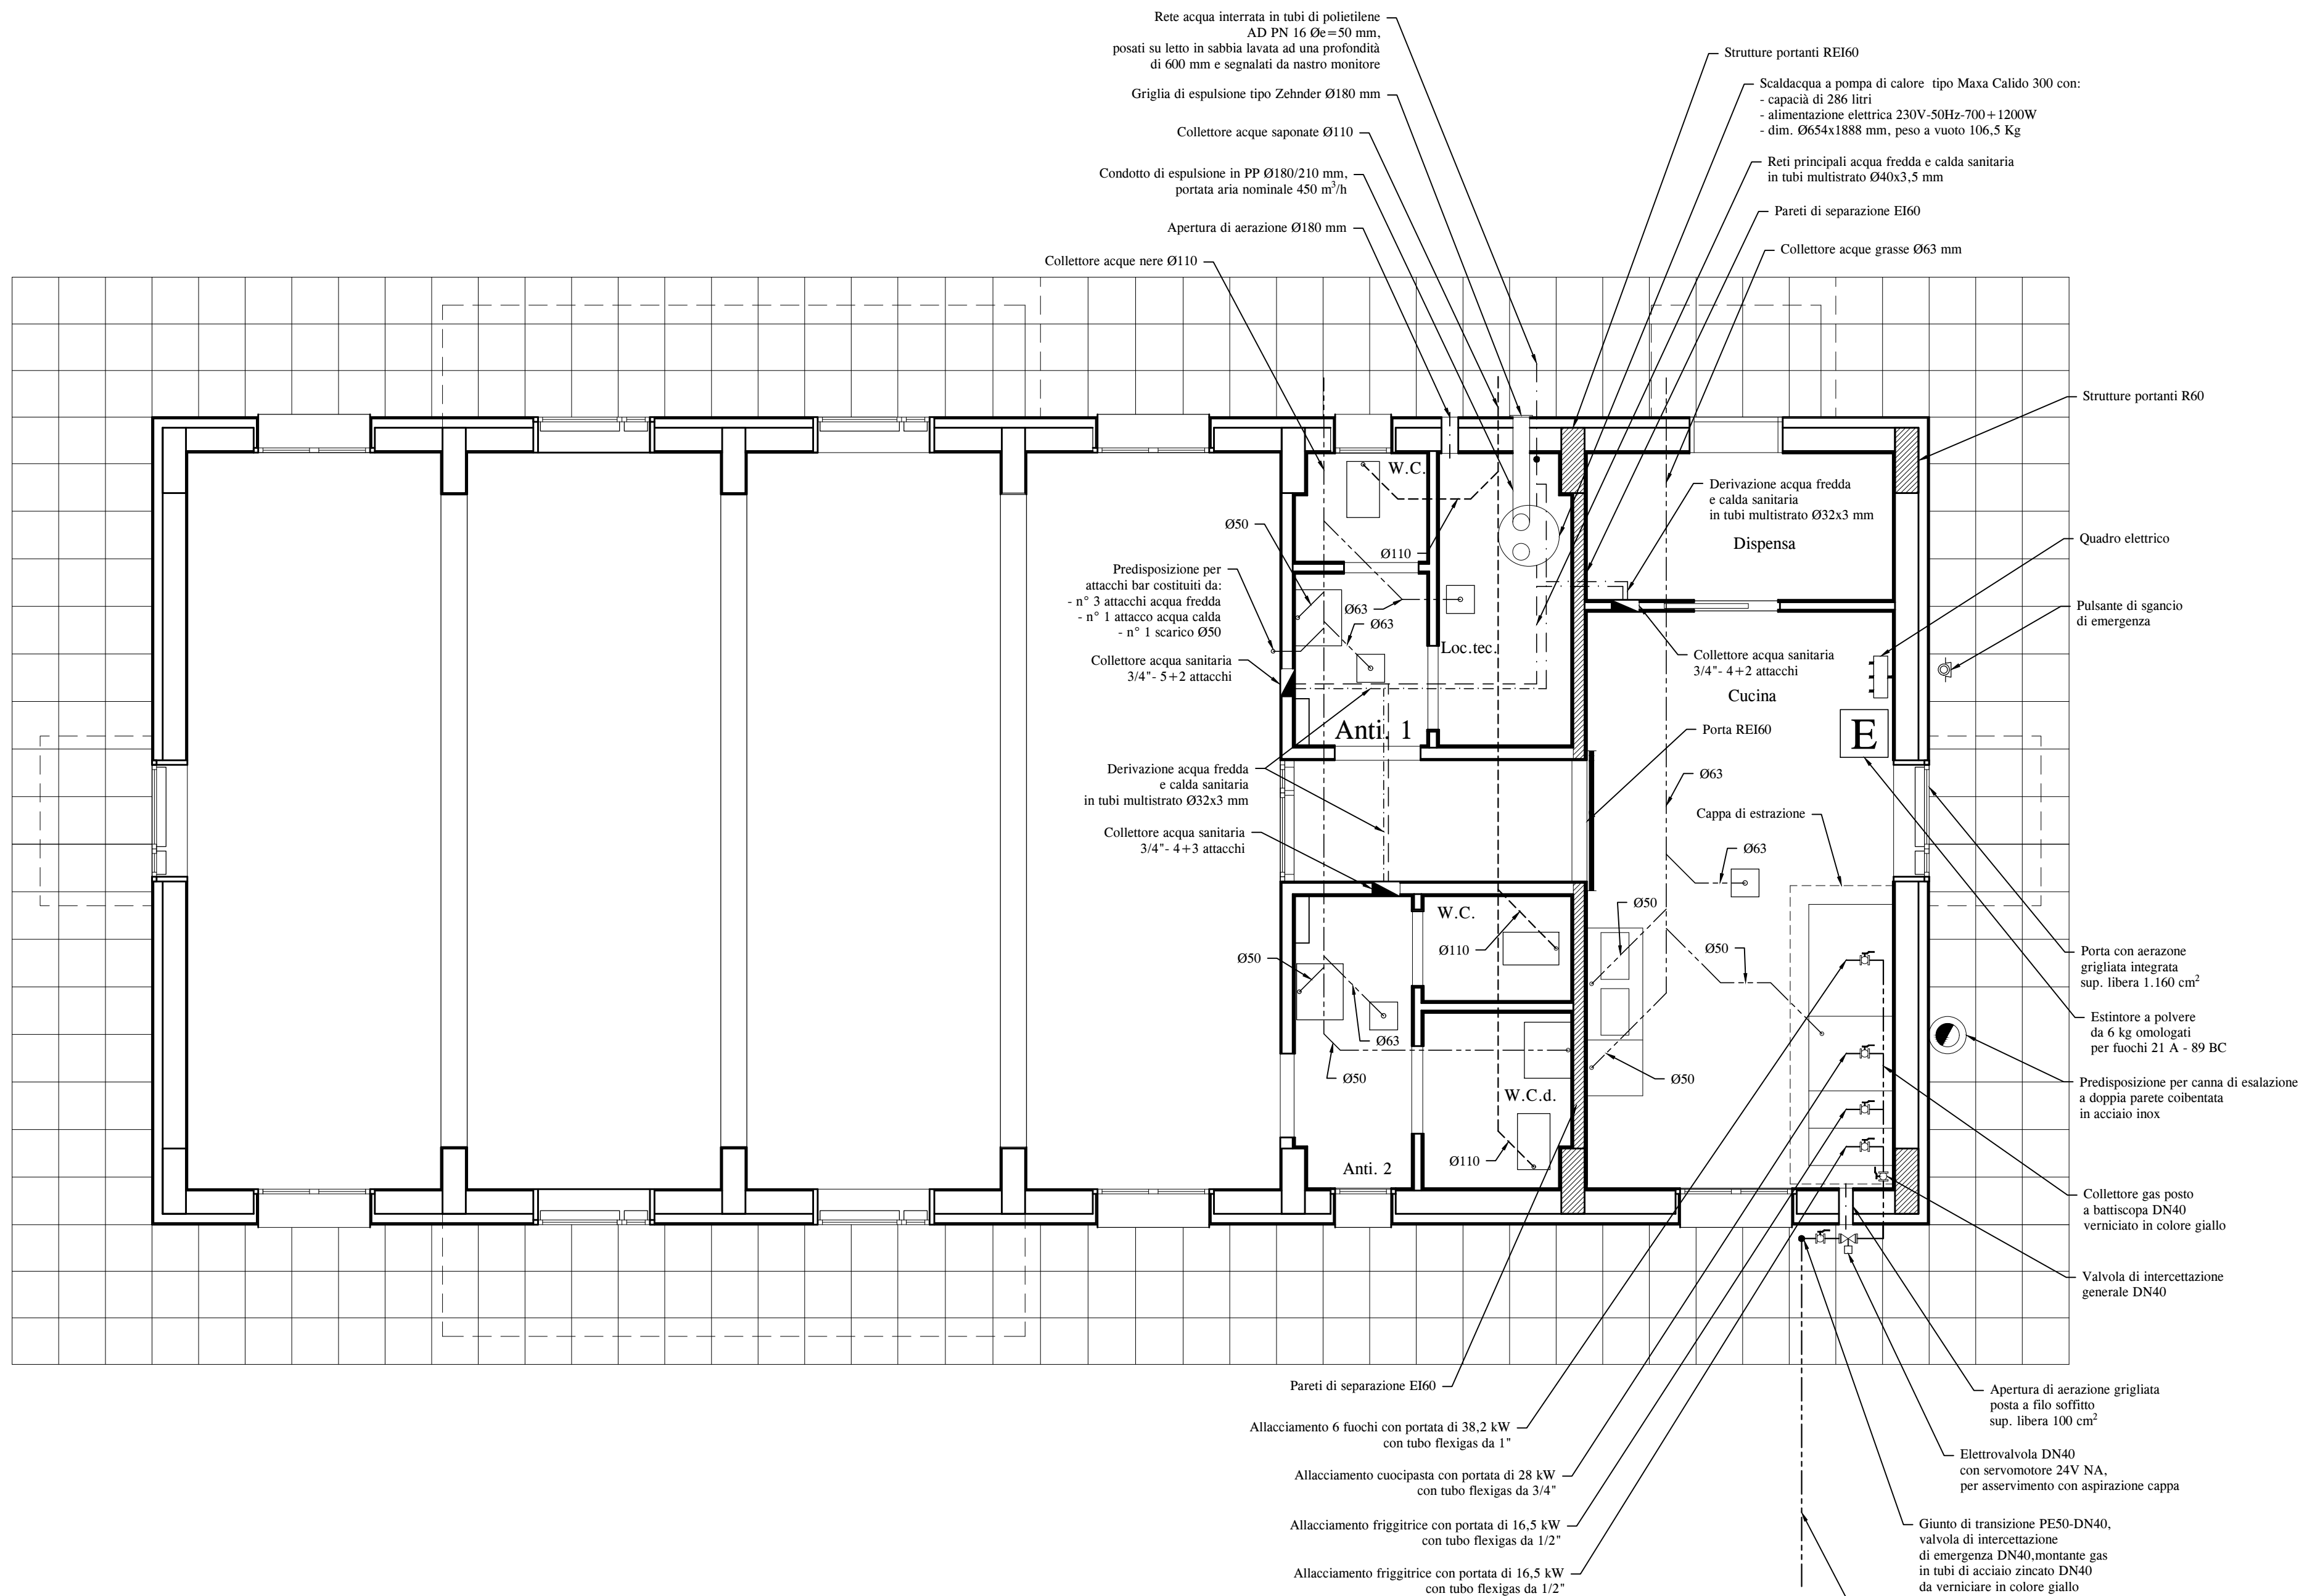 Rete acqua interrata in tubi di polietilene
AD PN 16 Øe=50 mm,
posati su letto in sabbia lavata ad una profondità
di 600 mm e segnalati da nastro monitore
Griglia di espulsione tipo Zehnder Ø180 mm
Collettore acque saponate Ø110
Condotto di espulsione in PP Ø180/210 mm,
portata aria nominale 450 m³/h
Apertura di aerazione Ø180 mm
Collettore acque nere Ø110
Strutture portanti REI60
Scaldacqua a pompa di calore tipo Maxa Calido 300 con:
- capacià di 286 litri
- alimentazione elettrica 230V-50Hz-700+1200W
- dim. Ø654x1888 mm, peso a vuoto 106,5 Kg
Reti principali acqua fredda e calda sanitaria
in tubi multistrato Ø40x3,5 mm
Pareti di separazione EI60
Collettore acque grasse Ø63 mm
Strutture portanti R60
W.C.
Derivazione acqua fredda
e calda sanitaria
in tubi multistrato Ø32x3 mm
Dispensa
Quadro elettrico
Ø50
Ø110
Predisposizione per
attacchi bar costituiti da:
- n° 3 attacchi acqua fredda
- n° 1 attacco acqua calda
- n° 1 scarico Ø50
Ø63
Ø63
Pulsante di sgancio
di emergenza
Loc.tec.
Collettore acqua sanitaria
3/4"- 5+2 attacchi
Collettore acqua sanitaria
3/4"- 4+2 attacchi
Cucina
Anti. 1
Porta REI60
E
Derivazione acqua fredda
e calda sanitaria
in tubi multistrato Ø32x3 mm
Ø63
Cappa di estrazione
Collettore acqua sanitaria
3/4"- 4+3 attacchi
Ø63
W.C.
Ø50
Ø110
Ø50
Ø50
Porta con aerazone
grigliata integrata
sup. libera 1.160 cm²
Estintore a polvere
da 6 kg omologati
per fuochi 21 A - 89 BC
Ø63
Ø50
Ø50
Predisposizione per canna di esalazione
a doppia parete coibentata
in acciaio inox
W.C.d.
Ø110
Anti. 2
Collettore gas posto
a battiscopa DN40
verniciato in colore giallo
Valvola di intercettazione
generale DN40
Pareti di separazione EI60
Apertura di aerazione grigliata
posta a filo soffitto
sup. libera 100 cm²
Allacciamento 6 fuochi con portata di 38,2 kW
con tubo flexigas da 1"
Elettrovalvola DN40
con servomotore 24V NA,
per asservimento con aspirazione cappa
Allacciamento cuocipasta con portata di 28 kW
con tubo flexigas da 3/4"
Allacciamento friggitrice con portata di 16,5 kW
con tubo flexigas da 1/2"
Giunto di transizione PE50-DN40,
valvola di intercettazione
di emergenza DN40,montante gas
in tubi di acciaio zincato DN40
da verniciare in colore giallo
Allacciamento friggitrice con portata di 16,5 kW
con tubo flexigas da 1/2"